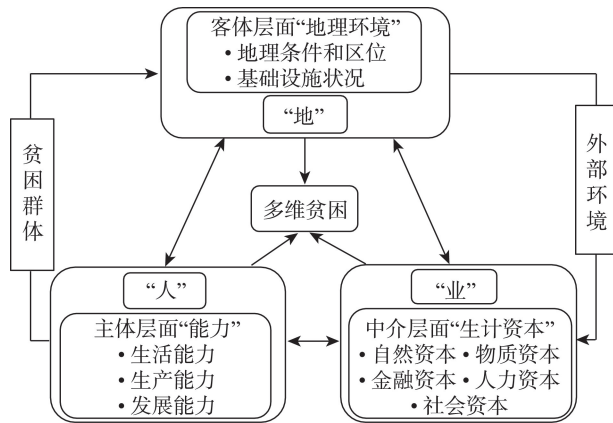 客体层面“地理环境”
• 地理条件和区位
• 基础设施状况
“地”
贫困群体
外部环境
多维贫困
“人”
主体层面“能力”
• 生活能力
• 生产能力
• 发展能力
“业”
中介层面“生计资本”
• 自然资本 • 物质资本
• 金融资本 • 人力资本
• 社会资本